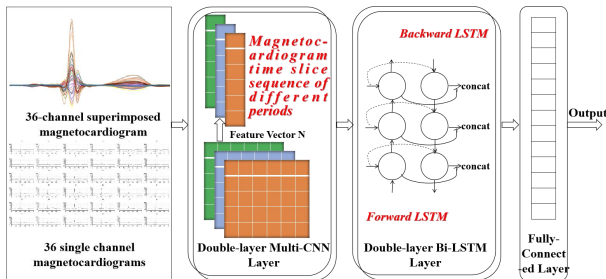 36-channel superimposed
magnetocardiogram
36 single channel
magnetocardiograms
Magnetoc-
ardiogram
time slice
sequence of
different
periods
Feature Vector N
Double-layer Multi-CNN
Layer
Backward LSTM
concat
concat
concat
Forward LSTM
Double-layer Bi-LSTM
Layer
Fully-
Connect
-ed Layer
Output